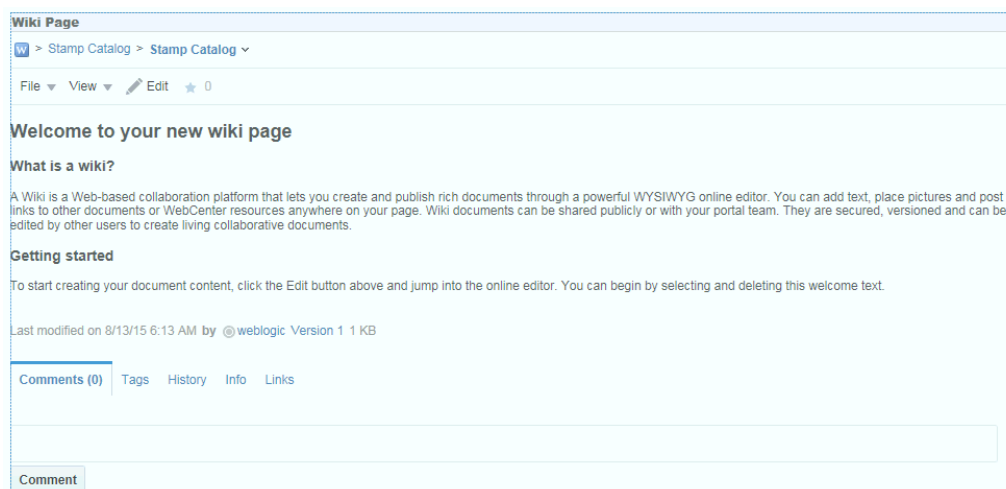 Wiki Page
W > Stamp Catalog > Stamp Catalog
File View Edit 0
Welcome to your new wiki page
What is a wiki?
A Wiki is a Web-based collaboration platform that lets you create and publish rich documents through a powerful WYSIWYG online editor. You can add text, place pictures and post
links to other documents or WebCenter resources anywhere on your page. Wiki documents can be shared publicly or with your portal team. They are secured, versioned and can be
edited by other users to create living collaborative documents.
Getting started
To start creating your document content, click the Edit button above and jump into the online editor. You can begin by selecting and deleting this welcome text.
Last modified on 8/13/15 6:13 AM by weblogic Version 1 1 KB
Comments (0) Tags History Info Links
Comment